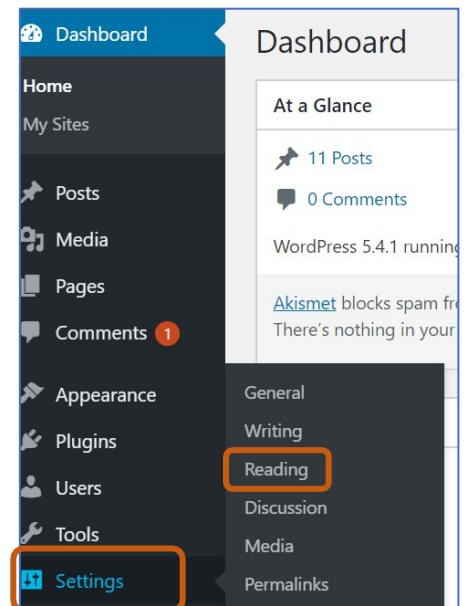 Dashboard
Home
My Sites
Posts
Media
Pages
Comments 1
Appearance
Plugins
Users
Tools
Settings
Dashboard
At a Glance
11 Posts
0 Comments
WordPress 5.4.1 running
Akismet blocks spam fr
There's nothing in your
General
Writing
Reading
Discussion
Media
Permalinks